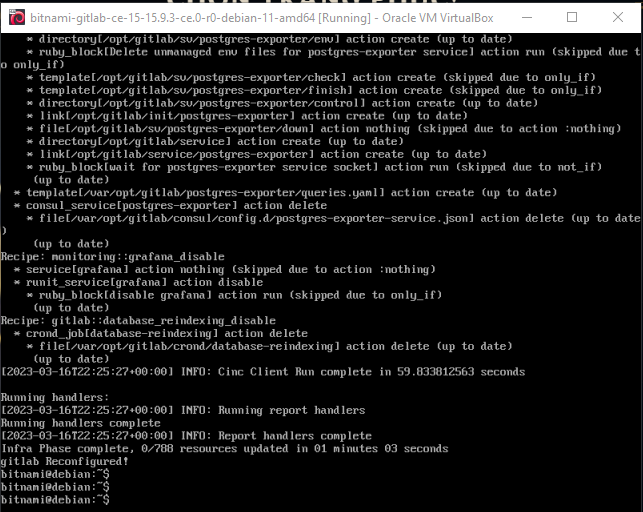 bitnami-gitlab-ce-15-15.9.3-ce.0-r0-debian-11-amd64 [Running] - Oracle VM VirtualBox
* directory[/opt/gitlab/sv/postgres-exporter/env] action create (up to date)
* ruby_block[Delete unmanaged env files for postgres-exporter service] action run (skipped due t
o only_if)
* template[/opt/gitlab/sv/postgres-exporter/check] action create (skipped due to only_if)
* template[/opt/gitlab/sv/postgres-exporter/finish] action create (skipped due to only_if)
* directory[/opt/gitlab/sv/postgres-exporter/control] action create (up to date)
* link[/opt/gitlab/init/postgres-exporter] action create (up to date)
* file[/opt/gitlab/sv/postgres-exporter/down] action nothing (skipped due to action :nothing)
* directory[/opt/gitlab/service] action create (up to date)
* link[/opt/gitlab/service/postgres-exporter] action create (up to date)
* ruby_block[wait for postgres-exporter service socket] action run (skipped due to not_if)
(up to date)
* template[/var/opt/gitlab/postgres-exporter/queries.yaml] action create (up to date)
* consul_service[postgres-exporter] action delete
* file[/var/opt/gitlab/consul/config.d/postgres-exporter-service.json] action delete (up to date
)
(up to date)
Recipe: monitoring::grafana_disable
* service[grafana] action nothing (skipped due to action :nothing)
* runit_service[grafana] action disable
* ruby_block[disable grafana] action run (skipped due to only_if)
(up to date)
Recipe: gitlab::database_reindexing_disable
* crond_job[database-reindexing] action delete
* file[/var/opt/gitlab/crond/database-reindexing] action delete (up to date)
(up to date)
[2023-03-16T22:25:27+00:00] INFO: Cinc Client Run complete in 59.833812563 seconds
Running handlers:
[2023-03-16T22:25:27+00:00] INFO: Running report handlers
Running handlers complete
[2023-03-16T22:25:27+00:00] INFO: Report handlers complete
Infra Phase complete, 0/788 resources updated in 01 minutes 03 seconds
gitlab Reconfigured!
bitnami@debian:~$
bitnami@debian:~$
bitnami@debian:~$